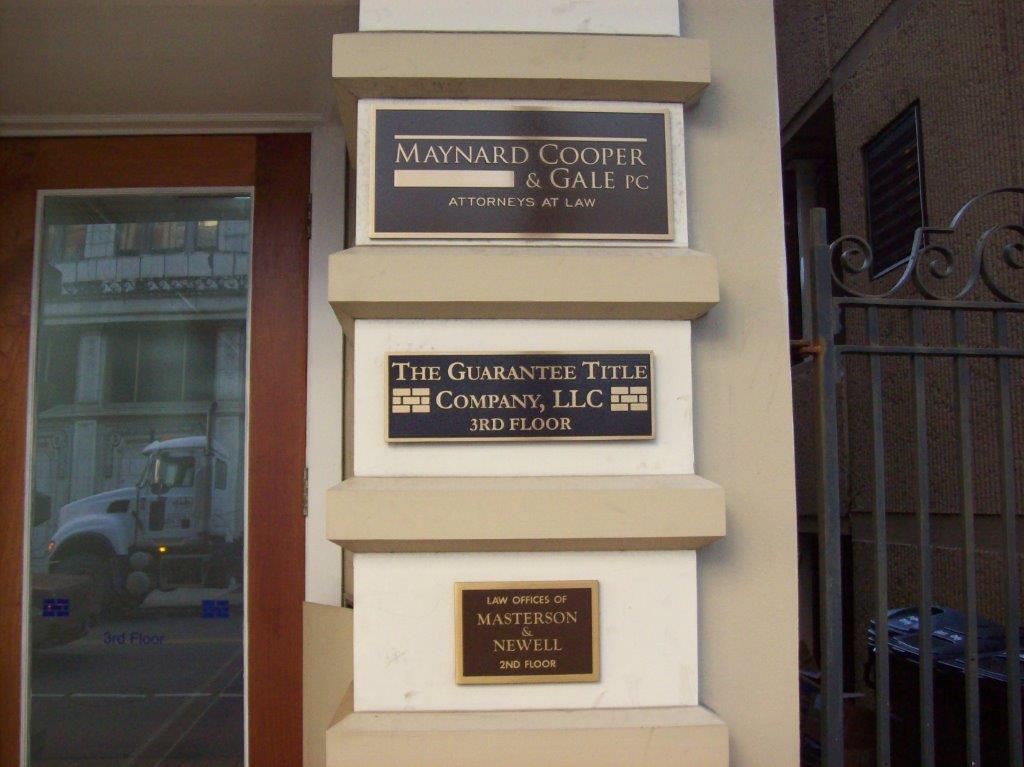 MAYNARD COOPER
& GALE PC
ATTORNEYS AT LAW
THE GUARANTEE TITLE
COMPANY, LLC
3RD FLOOR
LAW OFFICES OF
MASTERSON
&
NEWELL
2ND FLOOR
3rd Floor